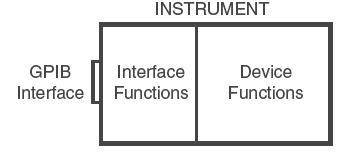 INSTRUMENT
GPIB
Interface
Interface
Functions
Device
Functions